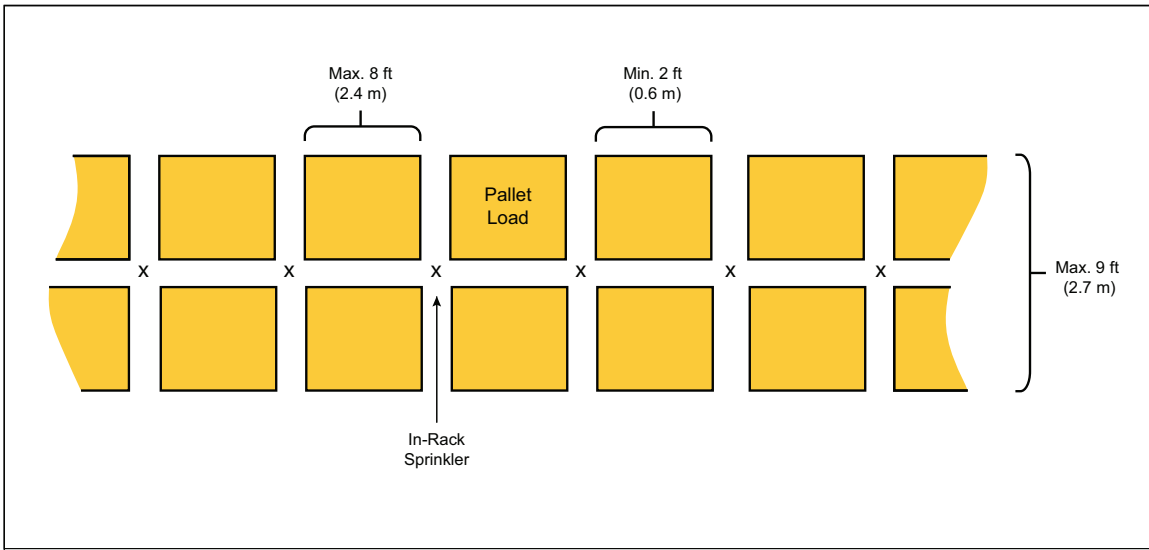 Max. 8 ft
(2.4 m)
Min. 2 ft
(0.6 m)
Pallet
Load
x x x x x x
Max. 9 ft
(2.7 m)
In-Rack
Sprinkler